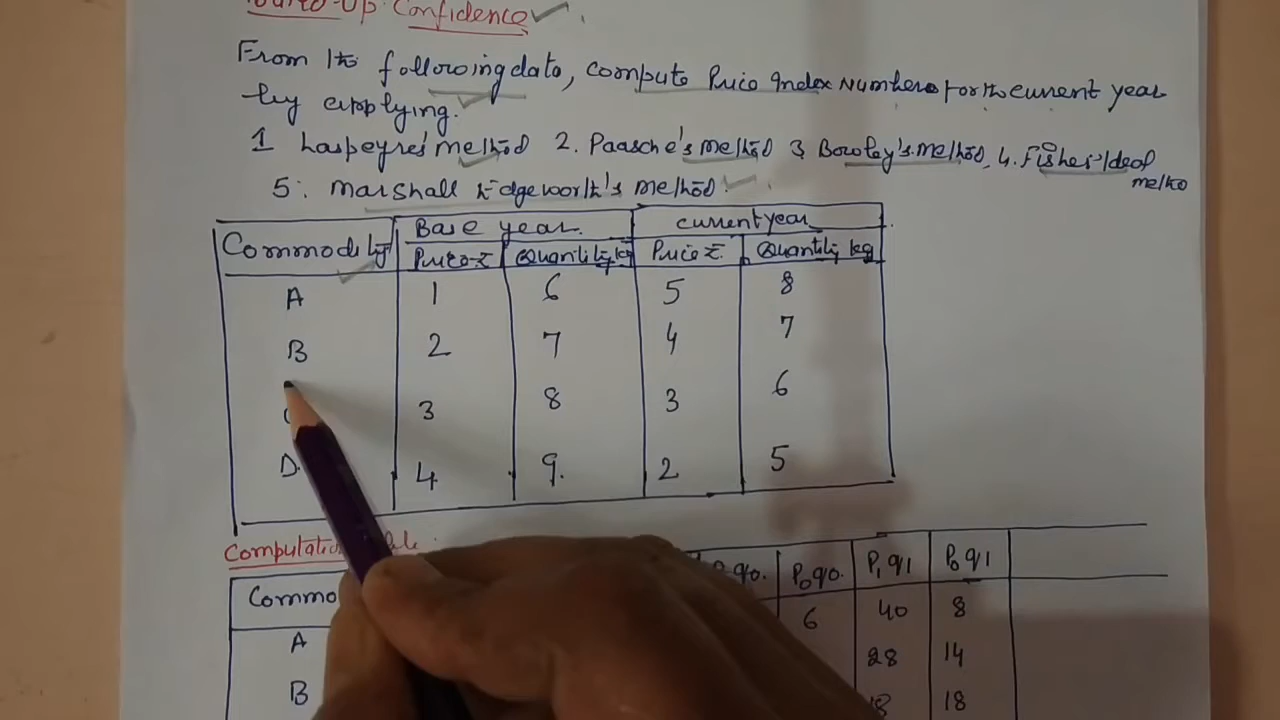 Up Confidence
From the following data, compute Price Index Numbers for the current year
by applying.
1 Laspeyre's method 2. Paasche's method 3 Bowley's method, 4. Fisher Ideal
metho
5. Marshall Edgeworth's method.
Commodity Base year. current year
Price ₹ Quantity kg Price ₹. Quantity kg
A 1 6 5 8
B 2 7 4 7
3 8 3 6
D. 4 9. 2 5
Computation
Commo P0q0. P1q1 P0q1
A 6 40 8
B 28 14
18 18